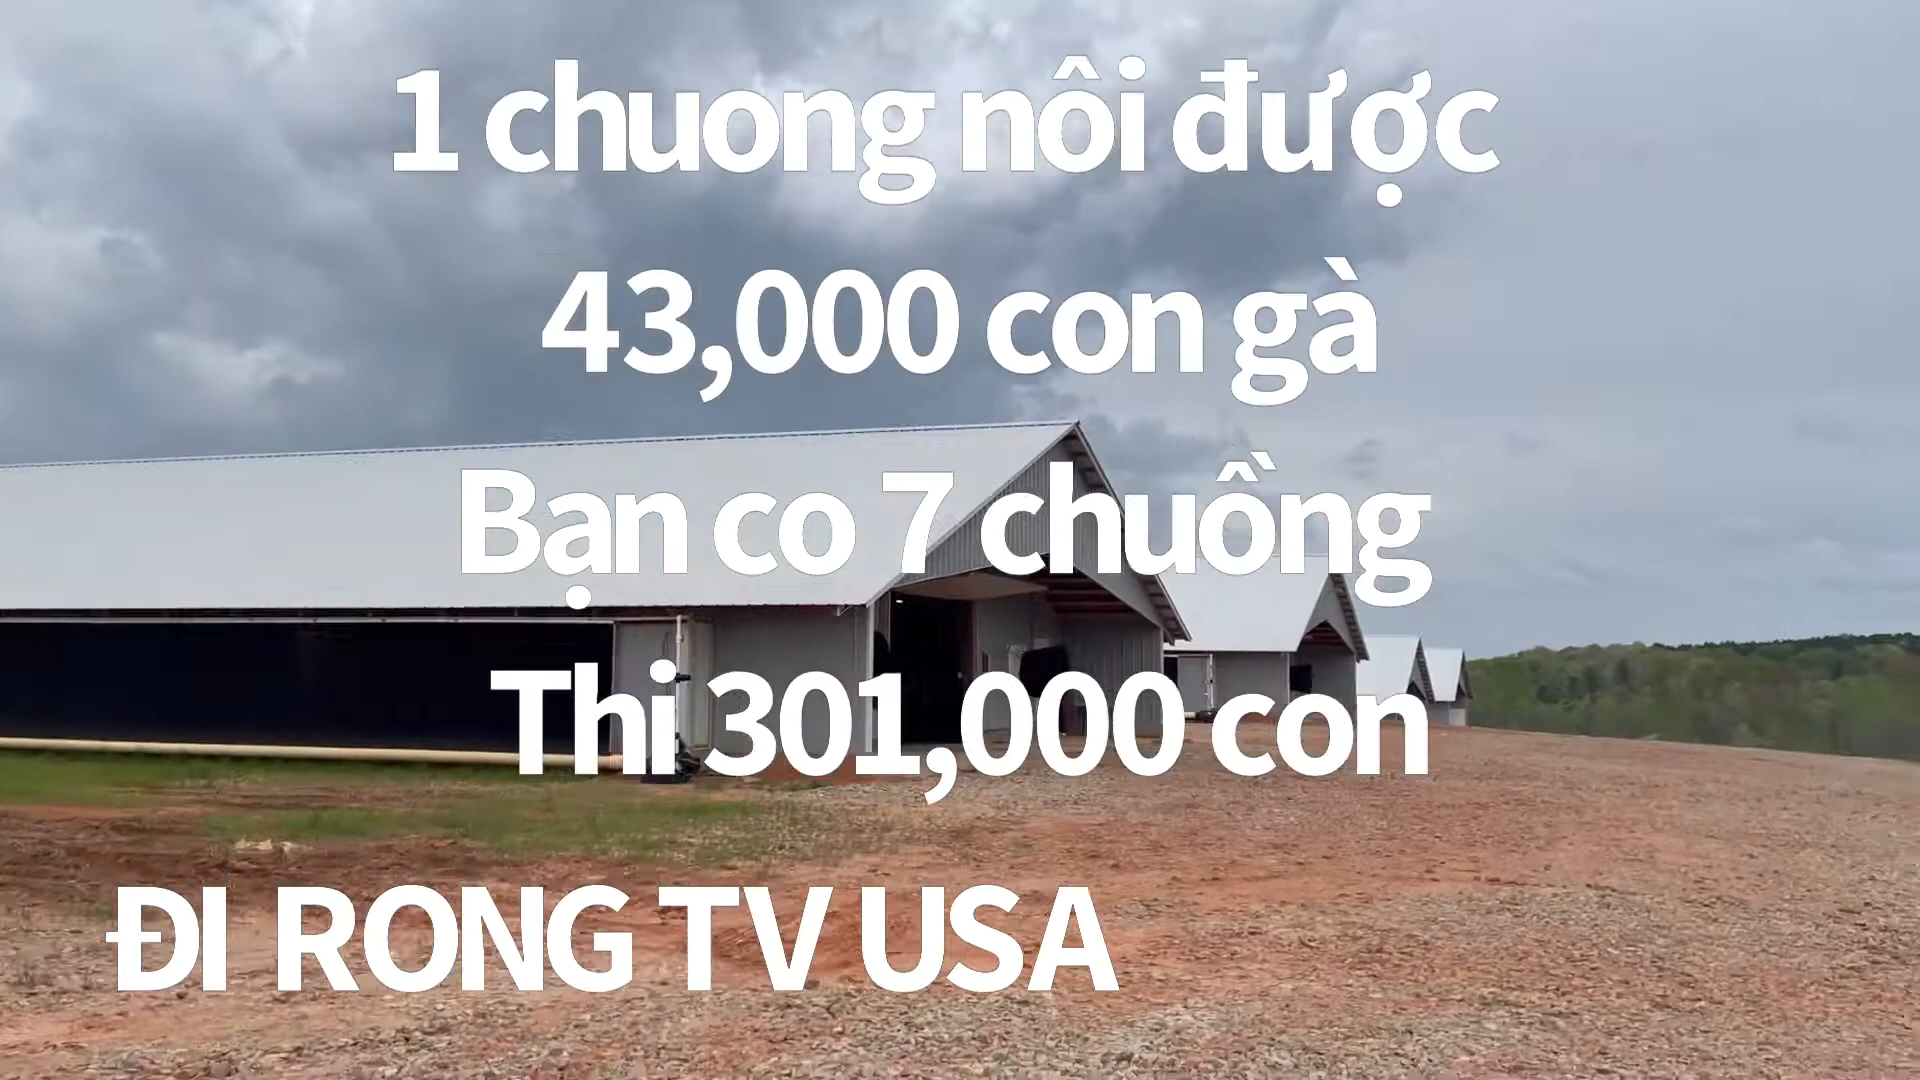 1 chuong nôi được
43,000 con gà
Bạn co 7 chuồng
Thi 301,000 con
ĐI RONG TV USA